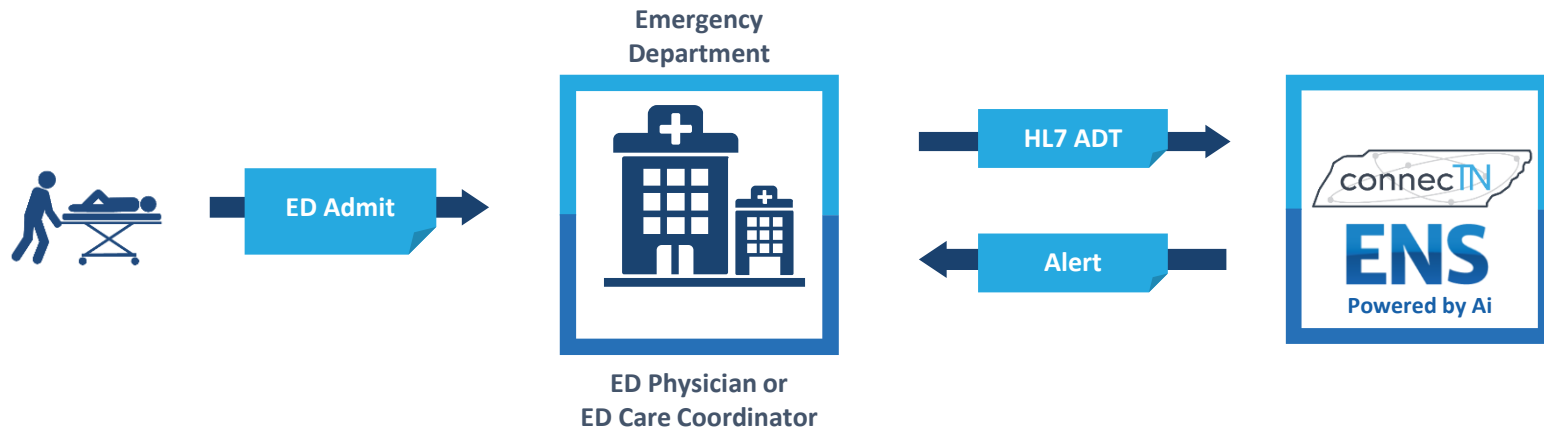 Emergency
Department
ED Admit
HL7 ADT
Alert
connecTN
ENS
Powered by Ai
ED Physician or
ED Care Coordinator